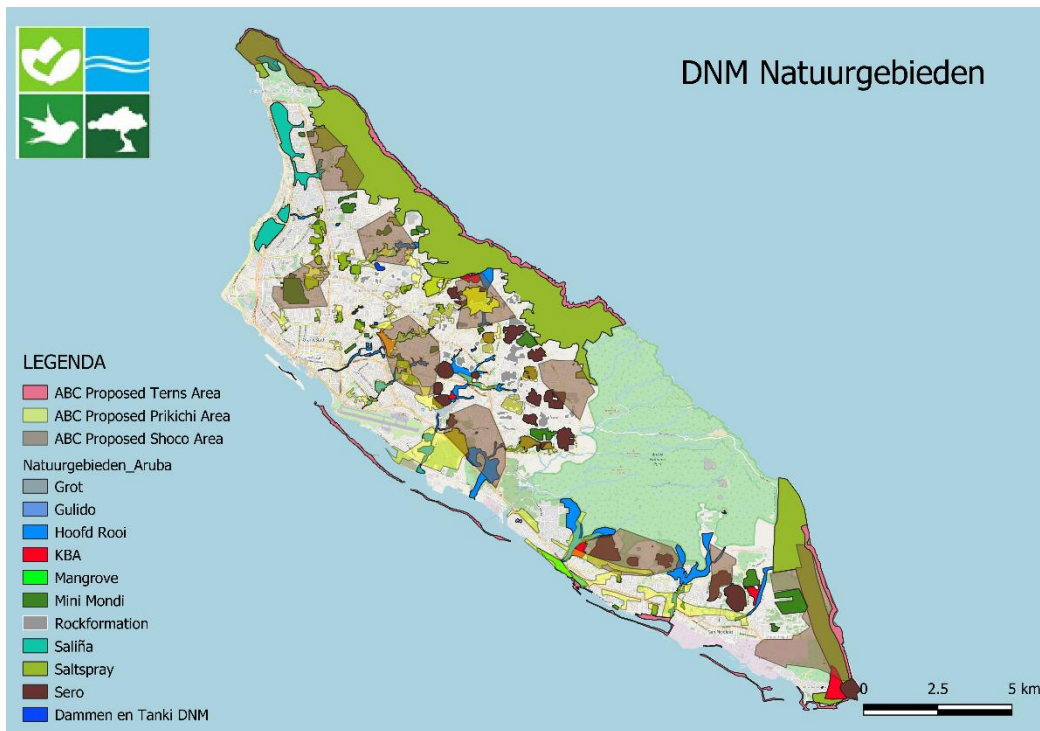 DNM Natuurgebieden
LEGENDA
ABC Proposed Terns Area
ABC Proposed Prikichi Area
ABC Proposed Shoco Area
Natuurgebieden_Aruba
Grot
Gulido
Hoofd Rooi
KBA
Mangrove
Mini Mondi
Rockformation
Saliña
Saltspray
Sero
Dammen en Tanki DNM
0 2.5 5 km